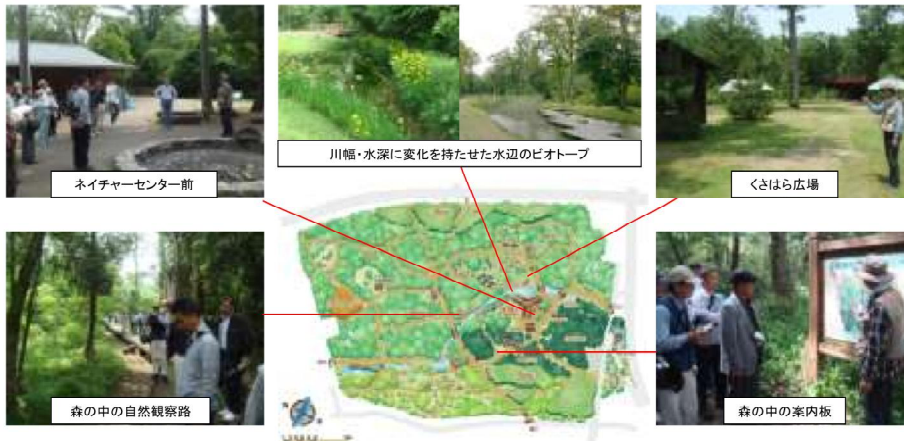 ネイチャーセンター前
川幅・水深に変化を持たせた水辺のビオトープ
くさはら広場
森の中の自然観察路
森の中の案内板